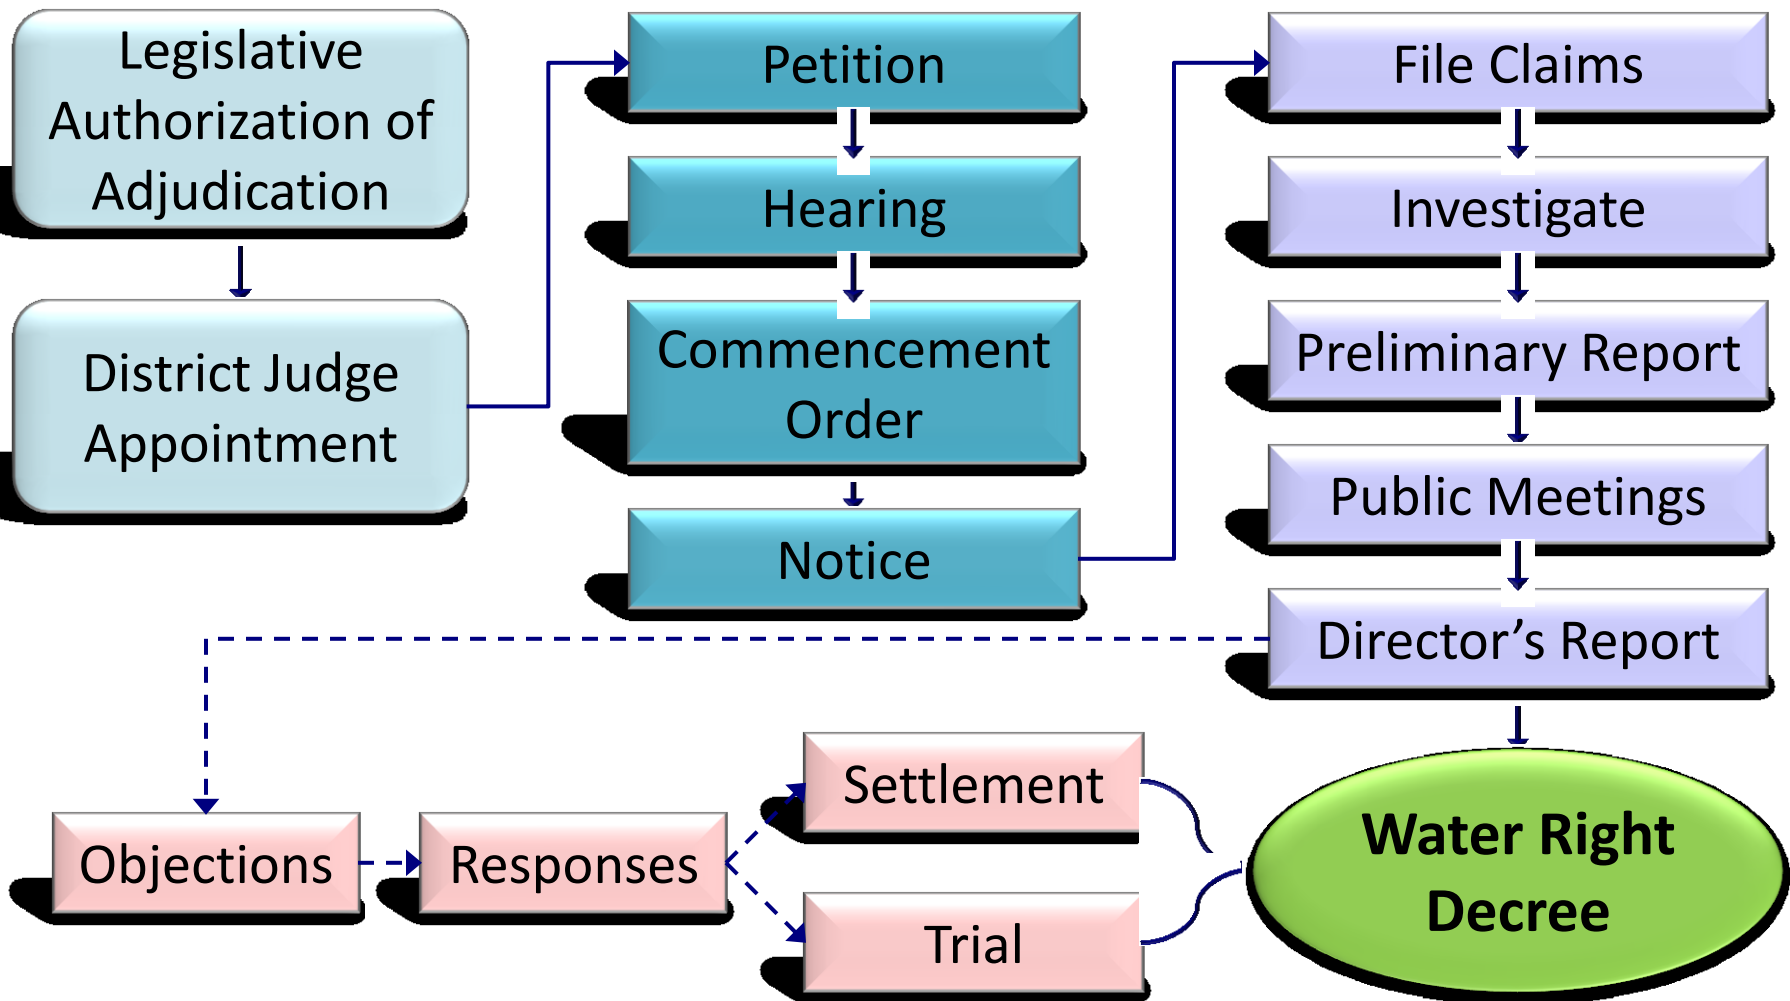 Legislative
Authorization of
Adjudication
District Judge
Appointment
Petition
Hearing
Commencement
Order
Notice
File Claims
Investigate
Preliminary Report
Public Meetings
Director’s Report
Objections
Responses
Settlement
Trial
Water Right
Decree